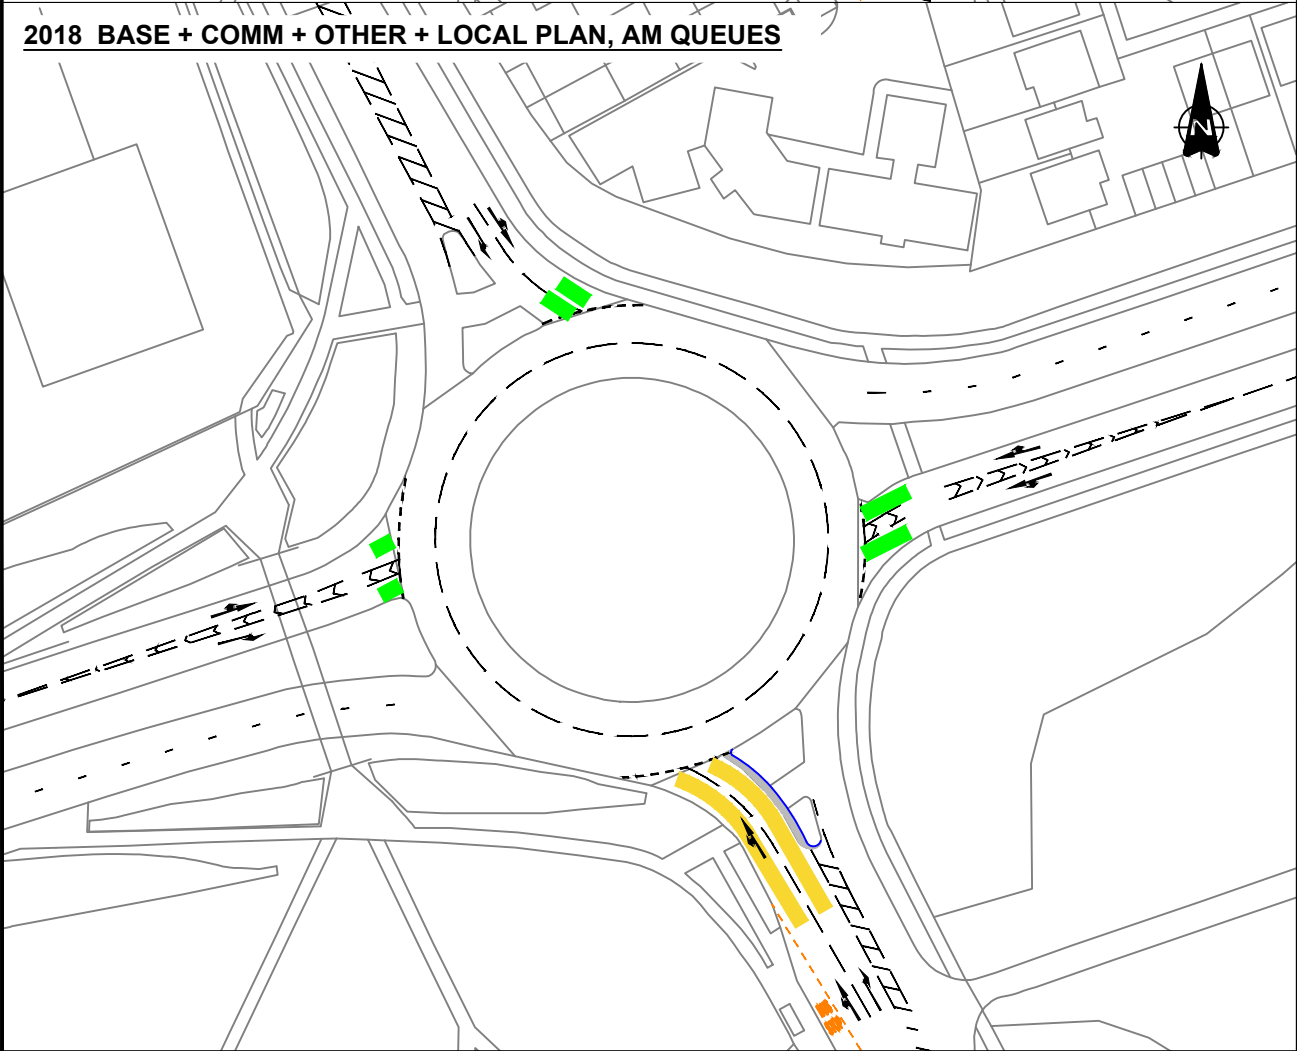 2018 BASE + COMM + OTHER + LOCAL PLAN, AM QUEUES
N